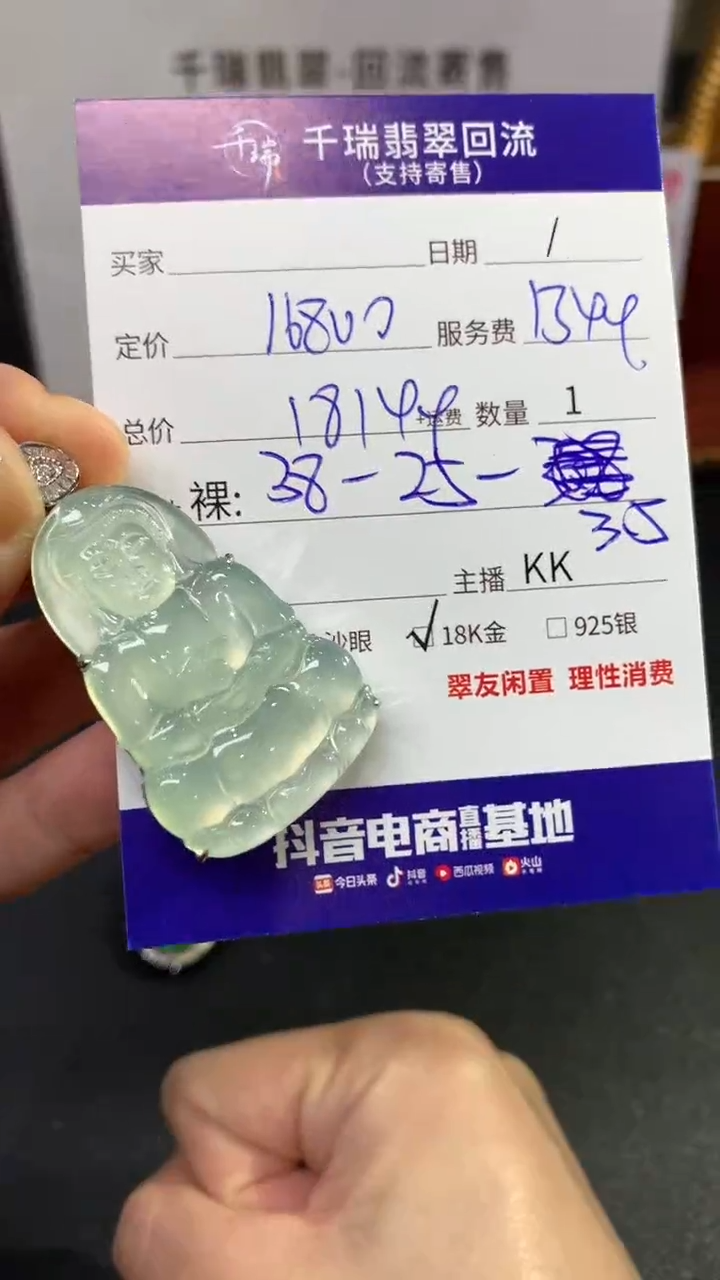 千瑞翡翠-回流寄售
千瑞 千瑞翡翠回流
(支持寄售)
买家 日期 /
定价 16800 服务费 1344
总价 18144 +运费 数量 1
裸: 38-25-
35
主播 KK
沙眼 ✓ 18K金 □ 925银
翠友闲置 理性消费
抖音电商直播基地
头条 今日头条 抖音 西瓜视频 火山